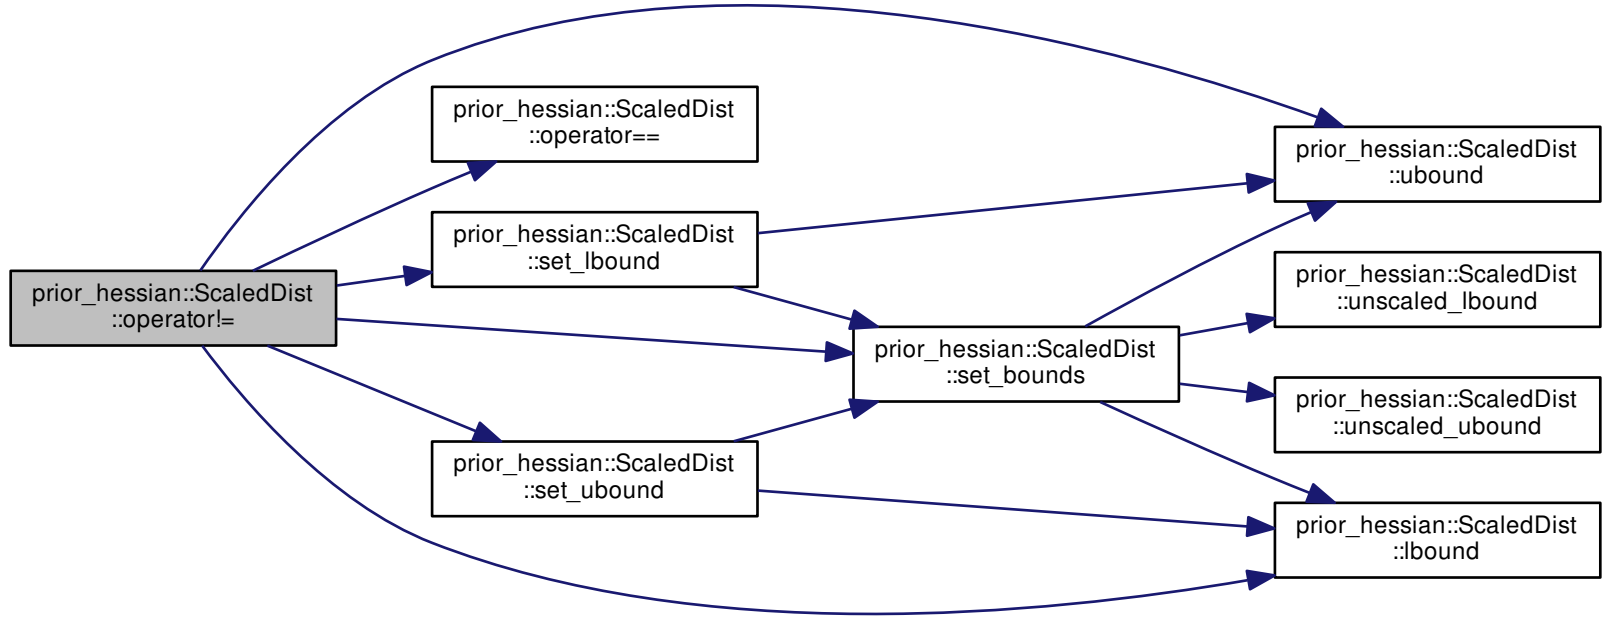 prior_hessian::ScaledDist
::operator!=
prior_hessian::ScaledDist
::operator==
prior_hessian::ScaledDist
::set_lbound
prior_hessian::ScaledDist
::set_ubound
prior_hessian::ScaledDist
::set_bounds
prior_hessian::ScaledDist
::ubound
prior_hessian::ScaledDist
::unscaled_lbound
prior_hessian::ScaledDist
::unscaled_ubound
prior_hessian::ScaledDist
::lbound